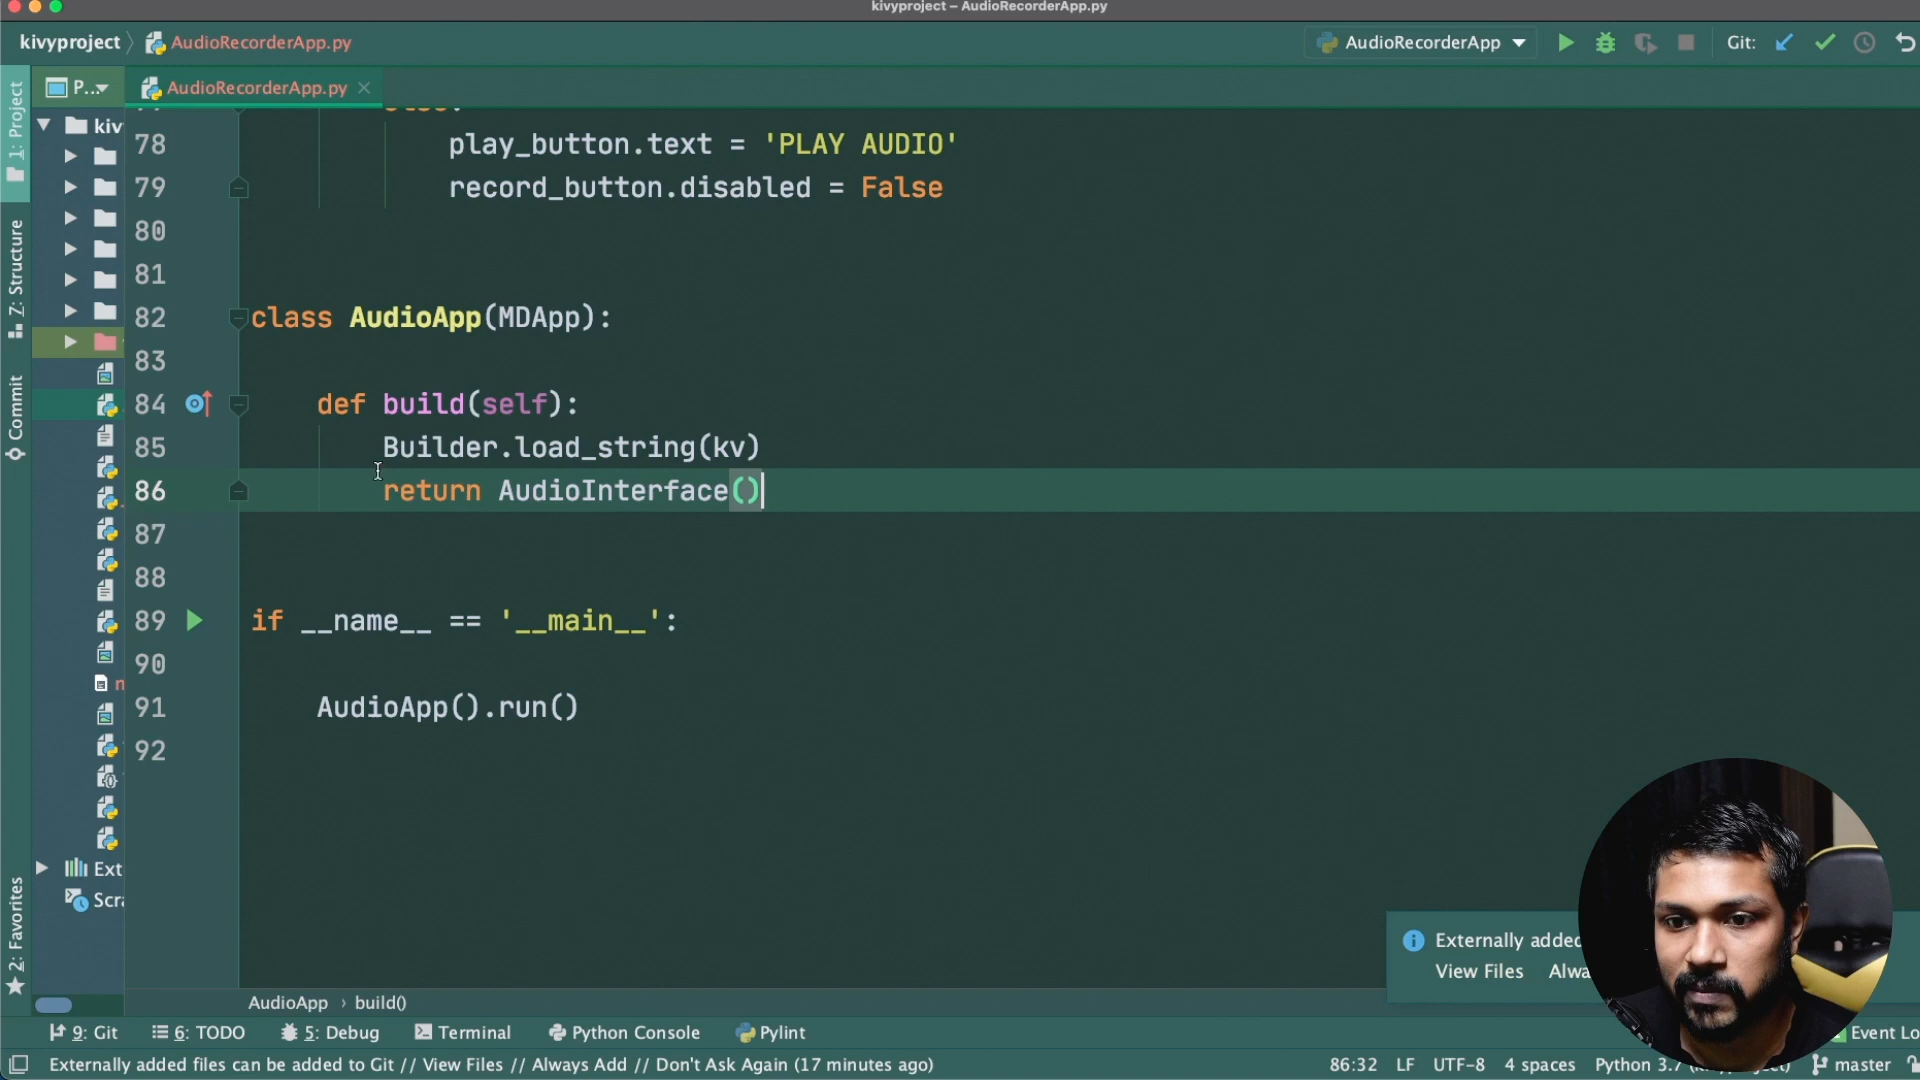 kivyproject – AudioRecorderApp.py
kivyproject AudioRecorderApp.py
AudioRecorderApp
Git:
P...
AudioRecorderApp.py
1: Project
Z: Structure
Commit
2: Favorites
kiv
Ext
Scra
78 play_button.text = 'PLAY AUDIO'
79 record_button.disabled = False
80
81
82 class AudioApp(MDApp):
83
84 def build(self):
85 Builder.load_string(kv)
86 return AudioInterface()
87
88
89 if __name__ == '__main__':
90
91 AudioApp().run()
92
Externally added
View Files Alwa
AudioApp › build()
9: Git 6: TODO 5: Debug Terminal Python Console Pylint Event Lo
Externally added files can be added to Git // View Files // Always Add // Don't Ask Again (17 minutes ago)
86:32 LF UTF-8 4 spaces Python 3.7 master